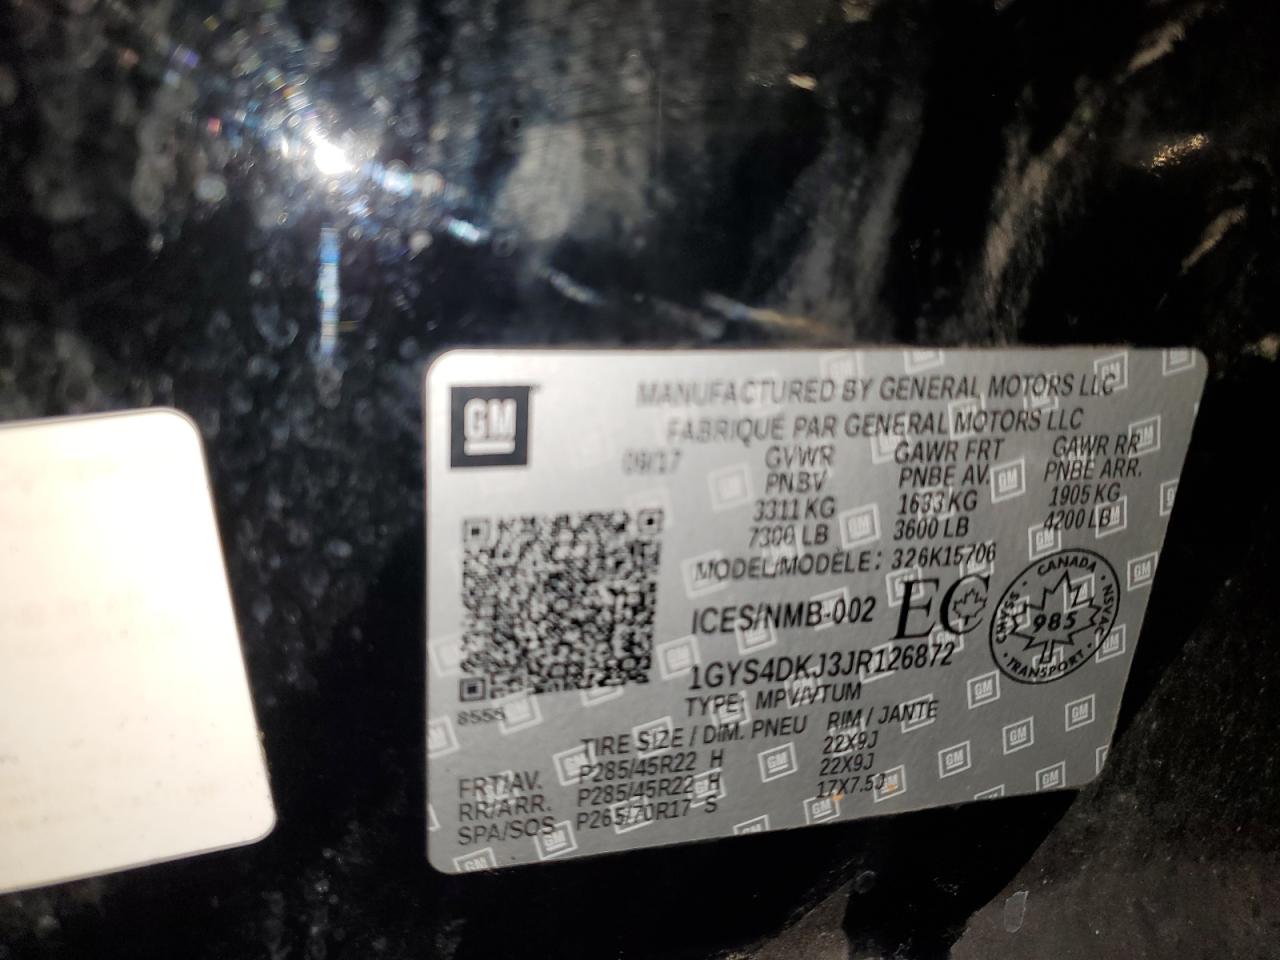 GM
MANUFACTURED BY GENERAL MOTORS LLC
FABRIQUÉ PAR GENERAL MOTORS LLC
09/17 GVWR GAWR FRT GAWR RR
PNBV PNBE AV. PNBE ARR.
3311 KG 1633 KG 1905 KG
7300 LB 3600 LB 4200 LB
MODEL/MODÈLE: 326K15706
ICES/NMB-002 EC
CANADA
CMVSS · NSVAC
985
TRANSPORT
1GYS4DKJ3JR126872
8555
TYPE: MPV/VTUM
TIRE SIZE / DIM. PNEU RIM / JANTE
FRT/AV. P285/45R22 H 22X9J
RR/ARR. P285/45R22 H 22X9J
SPA/SOS P265/70R17 S 17X7.5J